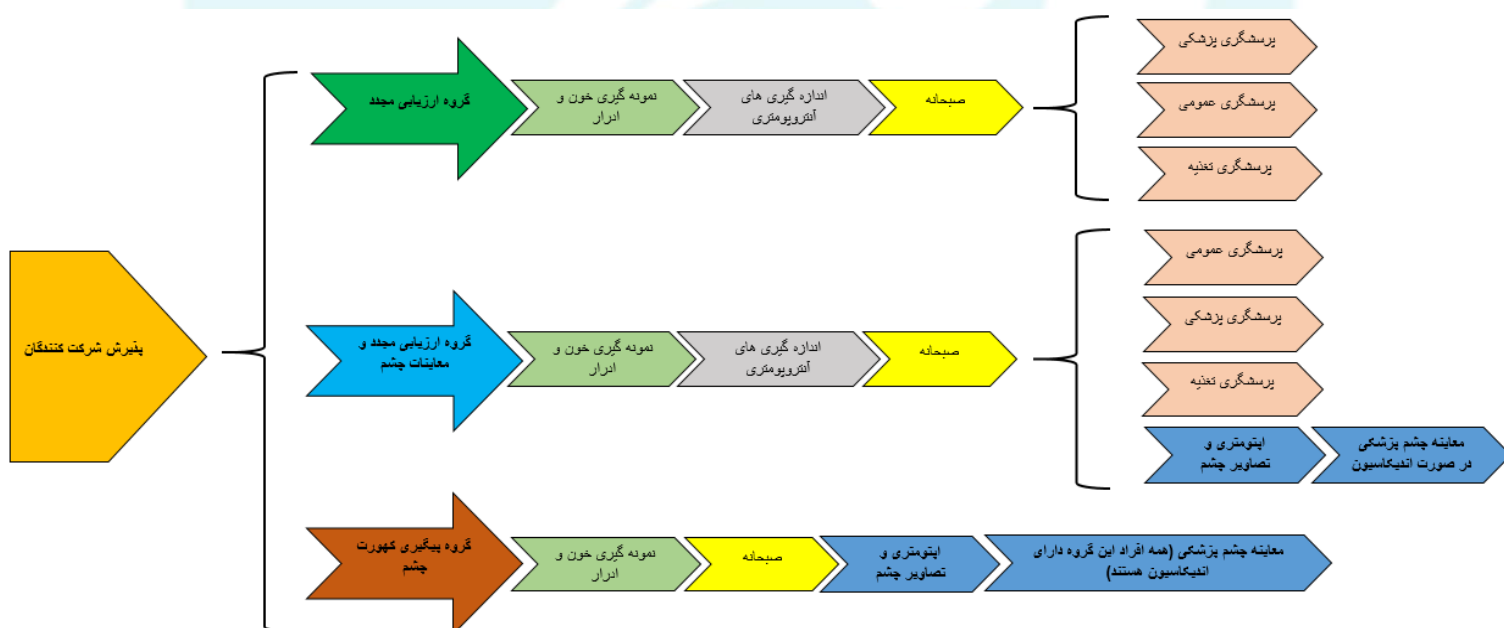 پذیرش شرکت کنندگان
گروه ارزیابی مجدد
نمونه گیری خون و
ادرار
اندازه گیری های
آنتروپومتری
صبحانه
پرسشگری پزشکی
پرسشگری عمومی
پرسشگری تغذیه
گروه ارزیابی مجدد و
معاینات چشم
نمونه گیری خون و
ادرار
اندازه گیری های
آنتروپومتری
صبحانه
پرسشگری عمومی
پرسشگری پزشکی
پرسشگری تغذیه
اپتومتری و
تصاویر چشم
معاینه چشم پزشکی
در صورت اندیکاسیون
گروه پیگیری کهورت
چشم
نمونه گیری خون و
ادرار
صبحانه
اپتومتری و
تصاویر چشم
معاینه چشم پزشکی (همه افراد این گروه دارای
اندیکاسیون هستند)